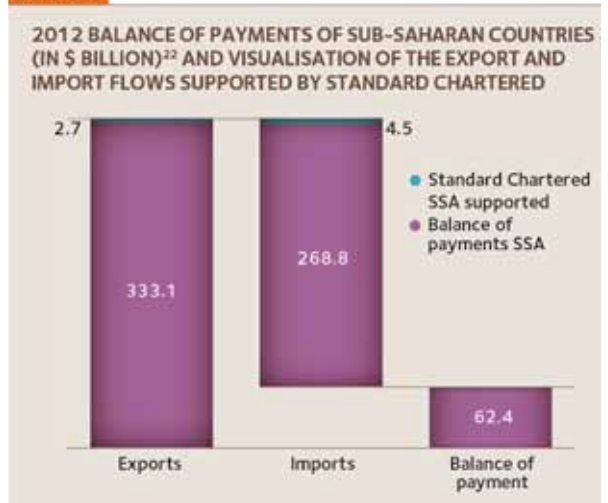 2012 BALANCE OF PAYMENTS OF SUB-SAHARAN COUNTRIES
(IN $ BILLION)²² AND VISUALISATION OF THE EXPORT AND
IMPORT FLOWS SUPPORTED BY STANDARD CHARTERED
2.7
4.5
Standard Chartered
SSA supported
Balance of
payments SSA
333.1
268.8
62.4
Exports
Imports
Balance of
payment